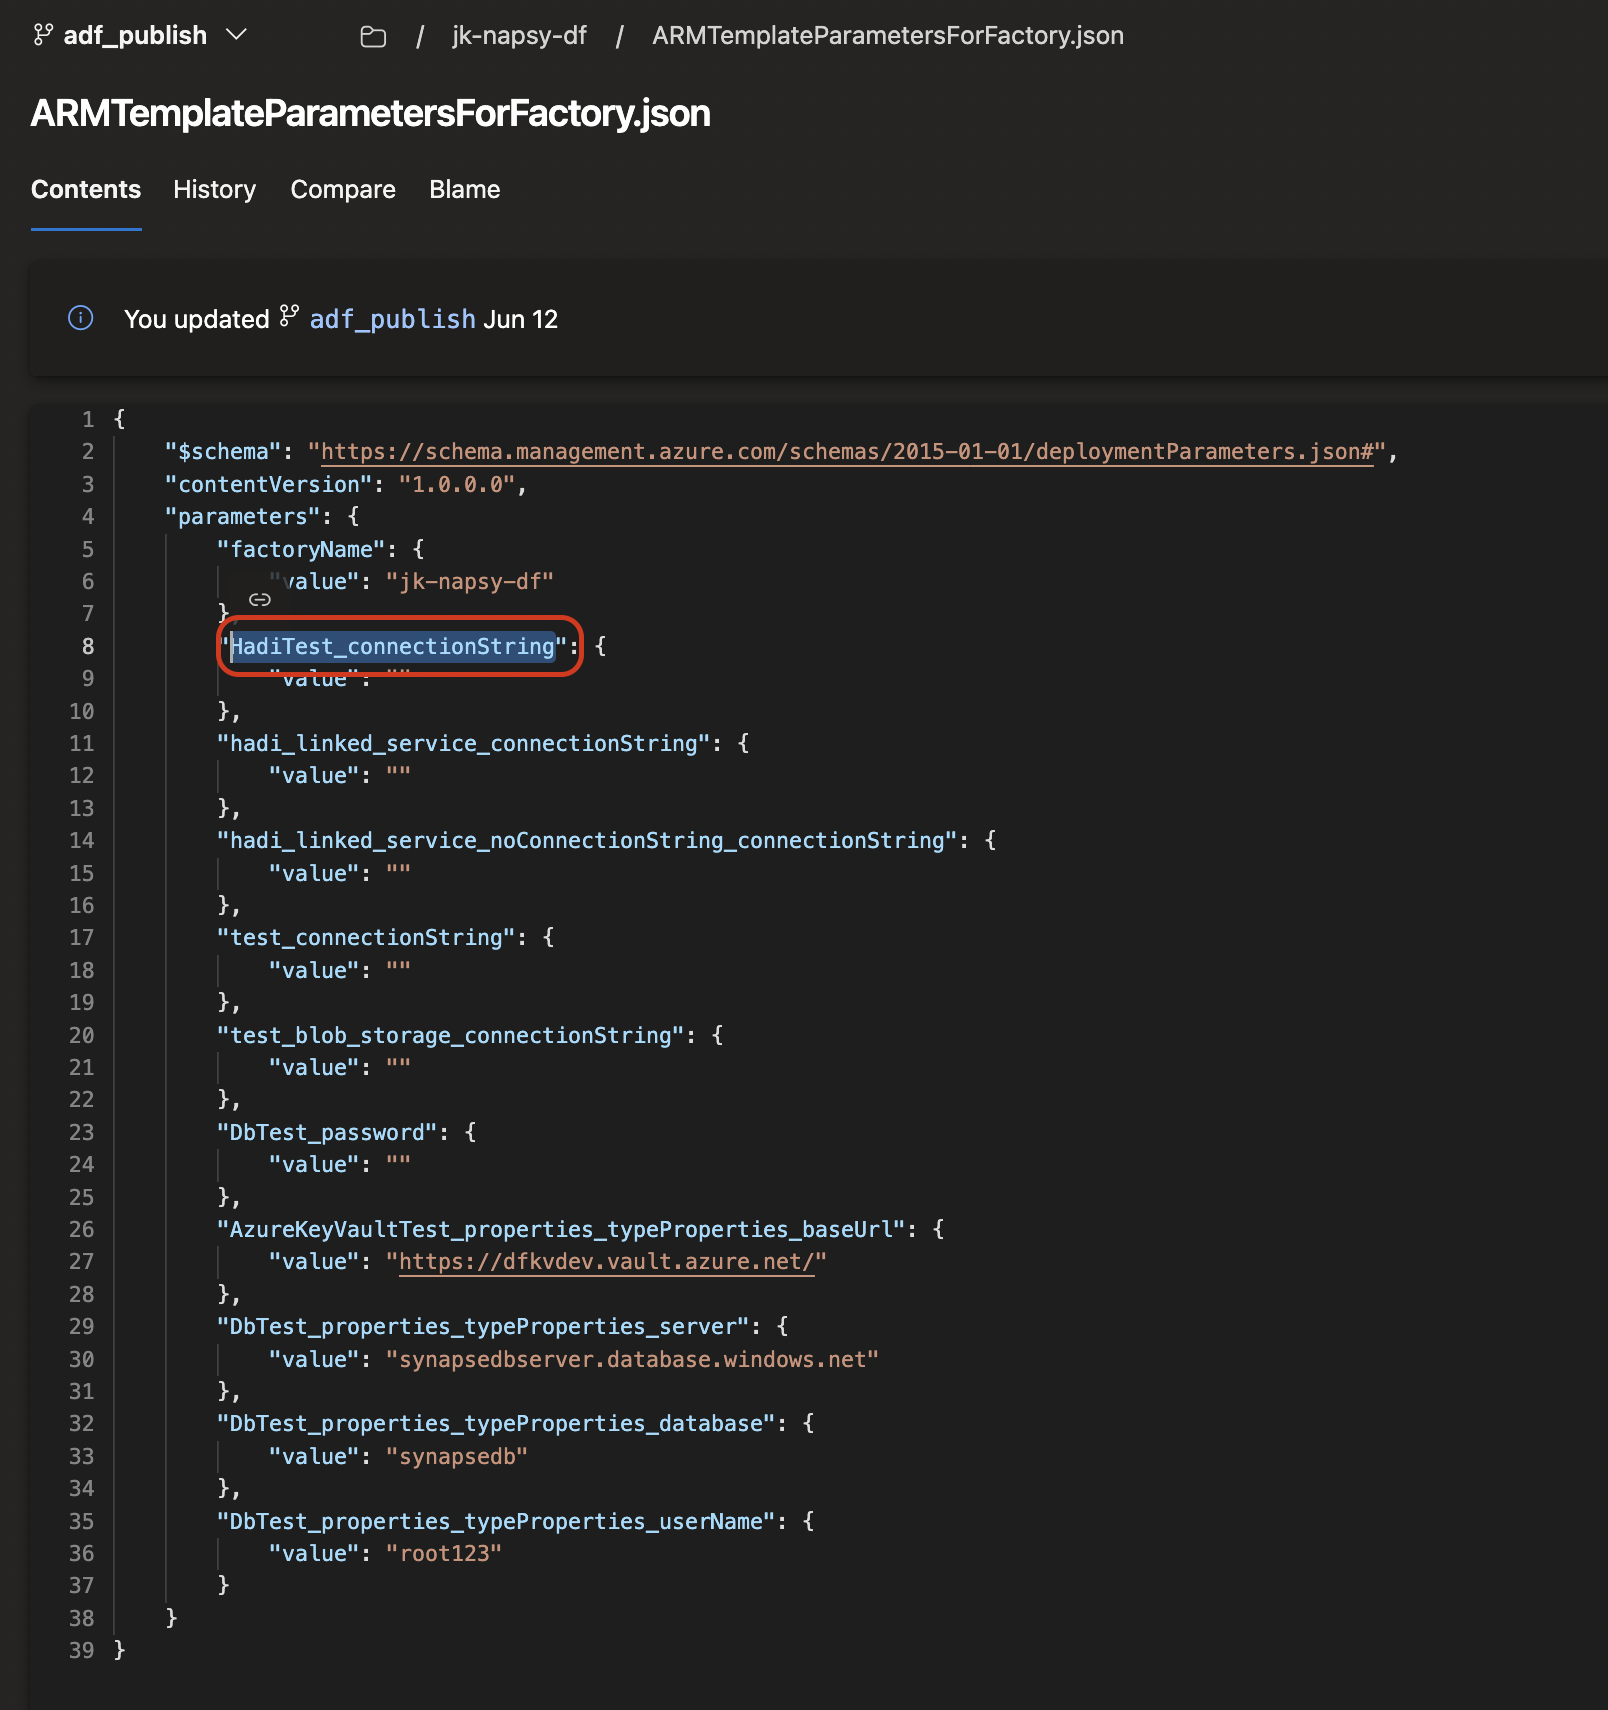 adf_publish / jk-napsy-df / ARMTemplateParametersForFactory.json
ARMTemplateParametersForFactory.json
Contents History Compare Blame
You updated adf_publish Jun 12
1 {
2 "$schema": "https://schema.management.azure.com/schemas/2015-01-01/deploymentParameters.json#",
3 "contentVersion": "1.0.0.0",
4 "parameters": {
5 "factoryName": {
6 "value": "jk-napsy-df"
7 },
8 "HadiTest_connectionString": {
9 "value": ""
10 },
11 "hadi_linked_service_connectionString": {
12 "value": ""
13 },
14 "hadi_linked_service_noConnectionString_connectionString": {
15 "value": ""
16 },
17 "test_connectionString": {
18 "value": ""
19 },
20 "test_blob_storage_connectionString": {
21 "value": ""
22 },
23 "DbTest_password": {
24 "value": ""
25 },
26 "AzureKeyVaultTest_properties_typeProperties_baseUrl": {
27 "value": "https://dfkvdev.vault.azure.net/"
28 },
29 "DbTest_properties_typeProperties_server": {
30 "value": "synapsedbserver.database.windows.net"
31 },
32 "DbTest_properties_typeProperties_database": {
33 "value": "synapsedb"
34 },
35 "DbTest_properties_typeProperties_userName": {
36 "value": "root123"
37 }
38 }
39 }